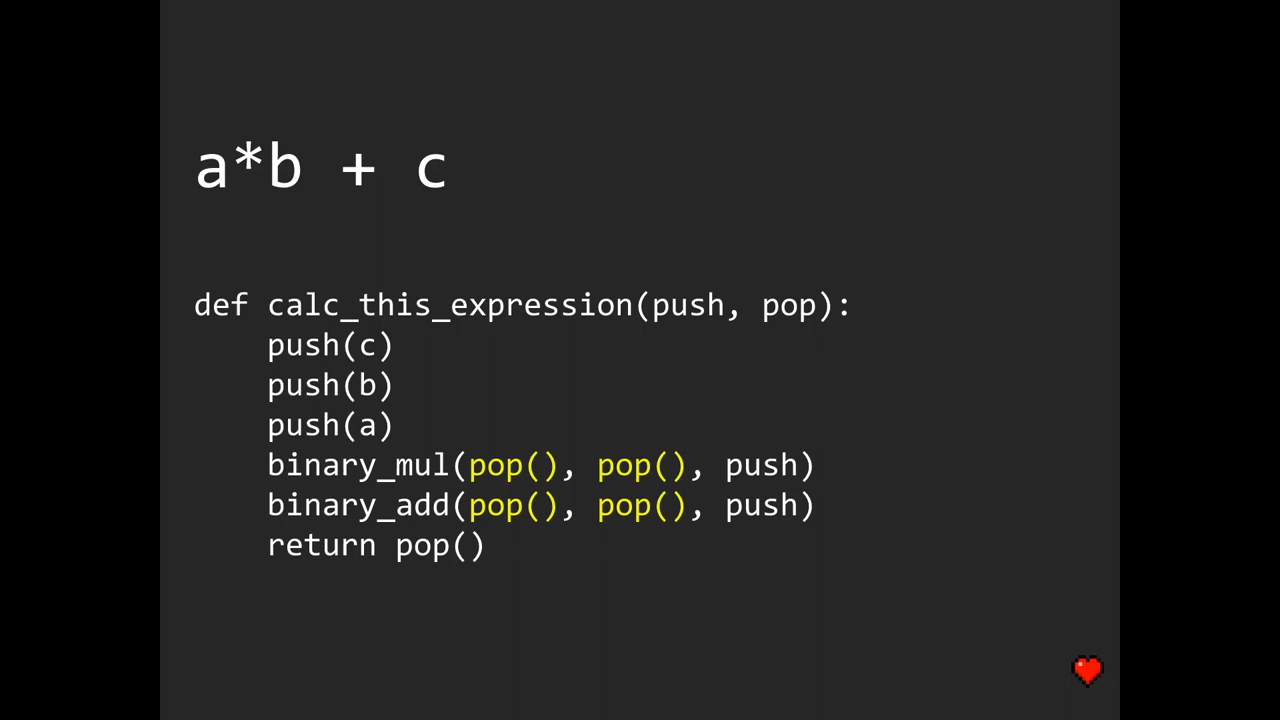 a*b + c
def calc_this_expression(push, pop):
    push(c)
    push(b)
    push(a)
    binary_mul(pop(), pop(), push)
    binary_add(pop(), pop(), push)
    return pop()